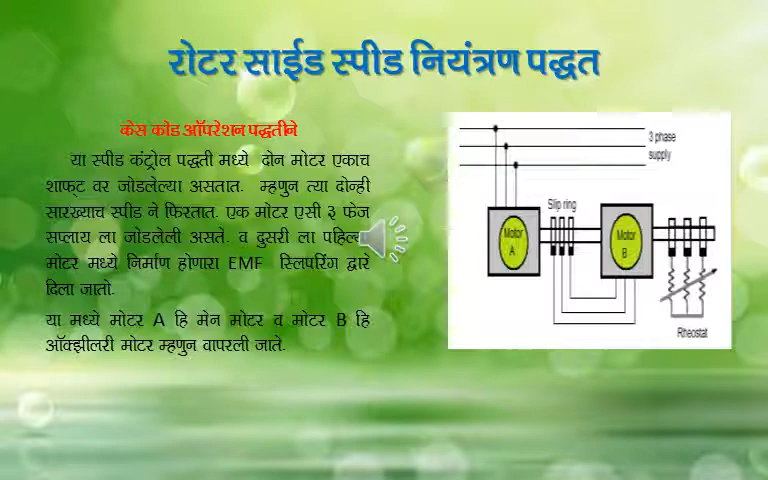 रोटर साईड स्पीड नियंत्रण पद्धत
केस कोड ऑपरेशन पद्धतीने
या स्पीड कंट्रोल पद्धती मध्ये दोन मोटर एकाच
शाफ्ट वर जोडलेल्या असतात. म्हणुन त्या दोन्ही
सारख्याच स्पीड ने फिरतात. एक मोटर एसी ३ फेज
सप्लाय ला जोडलेली असते. व दुसरी ला पहिल्या
मोटर मध्ये निर्माण होणारा EMF स्लिपरिंग द्वारे
दिला जातो.
या मध्ये मोटर A हि मेन मोटर व मोटर B हि
ऑक्झीलरी मोटर म्हणुन वापरली जाते.
3 phase
supply
Slip ring
Motor
A
Motor
B
Rheostat